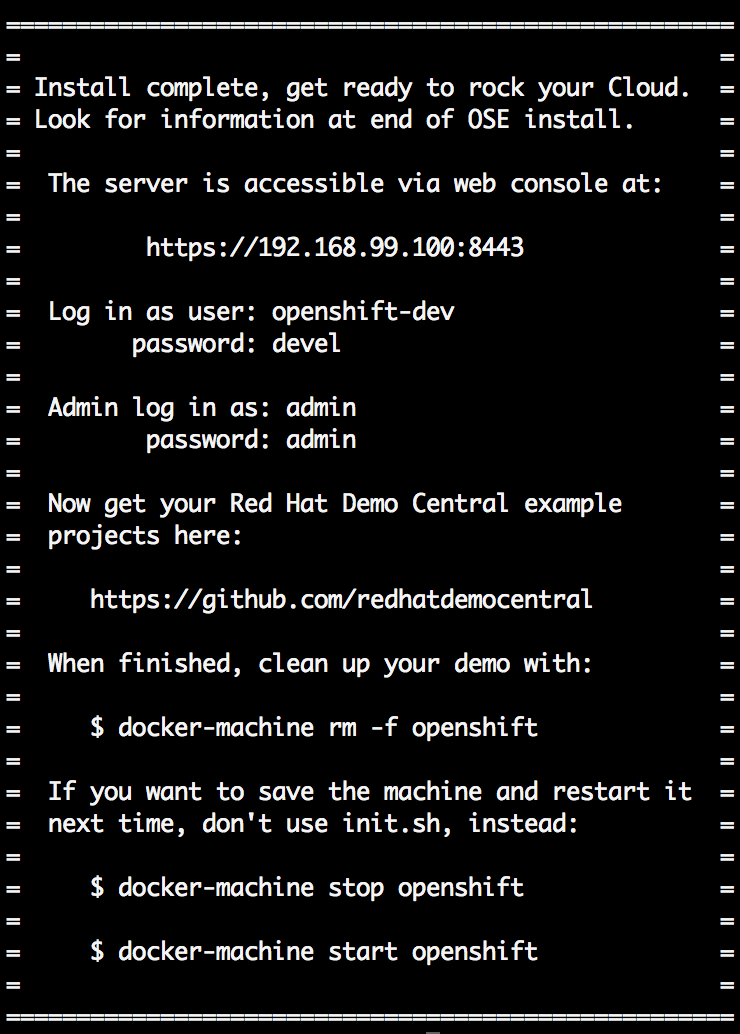 ====================================================
=                                                  =
= Install complete, get ready to rock your Cloud.  =
= Look for information at end of OSE install.      =
=                                                  =
=  The server is accessible via web console at:    =
=                                                  =
=         https://192.168.99.100:8443              =
=                                                  =
=  Log in as user: openshift-dev                   =
=        password: devel                           =
=                                                  =
=  Admin log in as: admin                          =
=         password: admin                          =
=                                                  =
=  Now get your Red Hat Demo Central example       =
=  projects here:                                  =
=                                                  =
=     https://github.com/redhatdemocentral         =
=                                                  =
=  When finished, clean up your demo with:         =
=                                                  =
=     $ docker-machine rm -f openshift             =
=                                                  =
=  If you want to save the machine and restart it  =
=  next time, don't use init.sh, instead:          =
=                                                  =
=     $ docker-machine stop openshift              =
=                                                  =
=     $ docker-machine start openshift             =
=                                                  =
====================================================